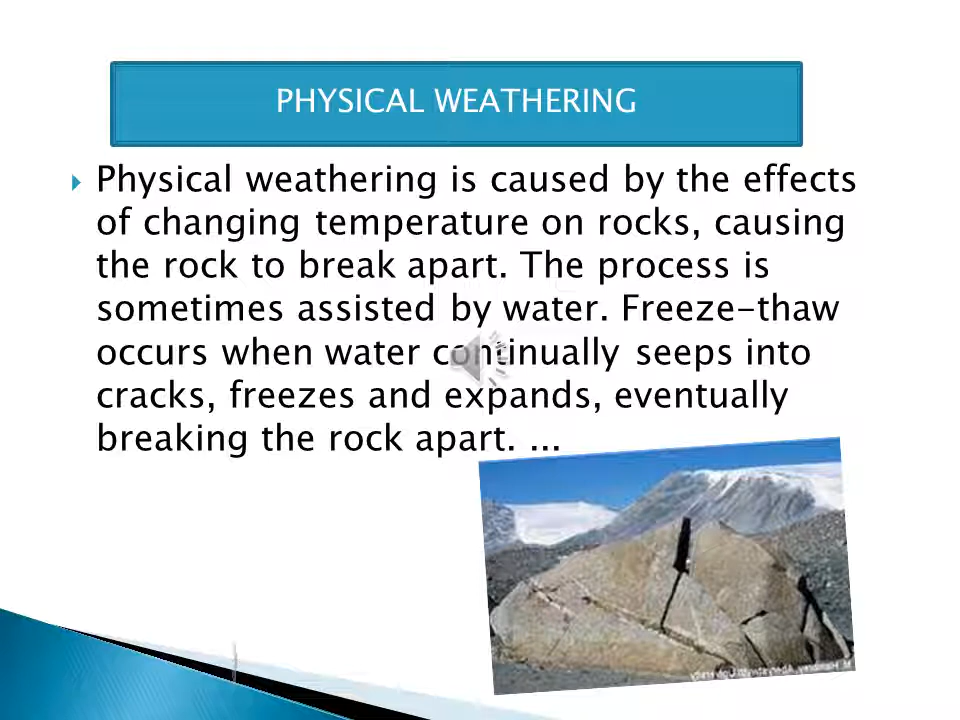 PHYSICAL WEATHERING
Physical weathering is caused by the effects
of changing temperature on rocks, causing
the rock to break apart. The process is
sometimes assisted by water. Freeze-thaw
occurs when water continually seeps into
cracks, freezes and expands, eventually
breaking the rock apart. ...